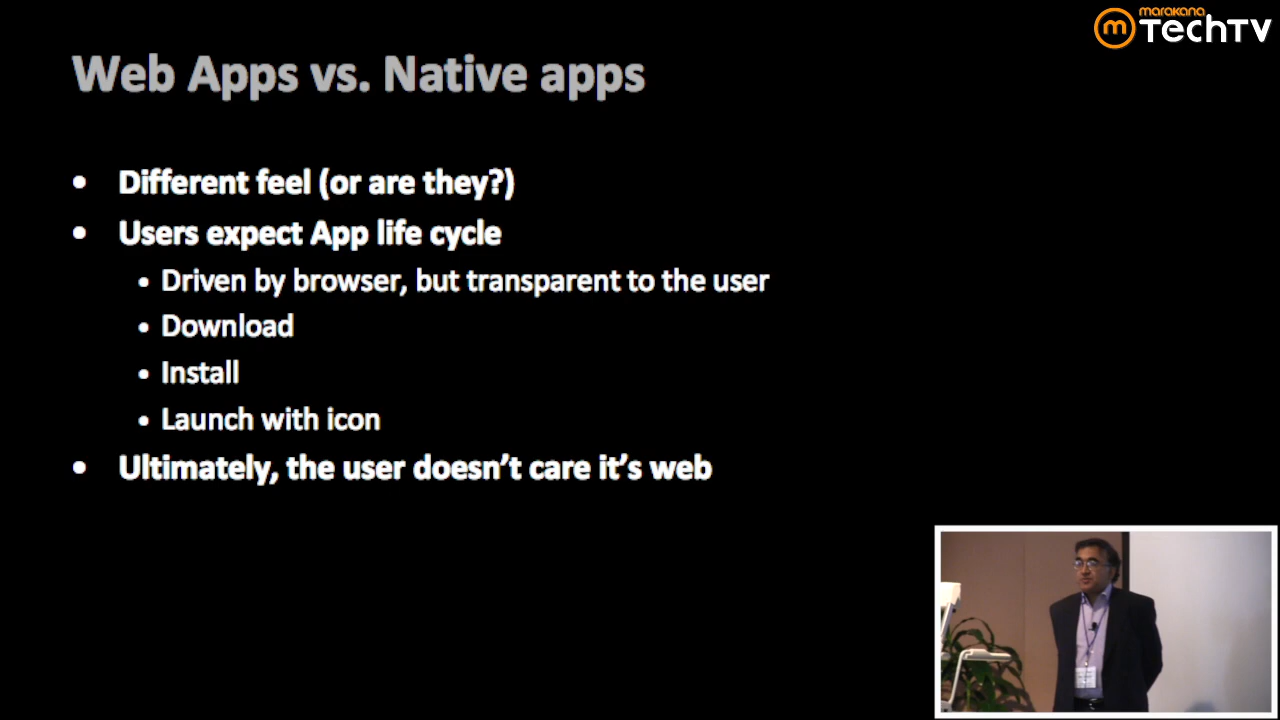 marakana
TECHTV
Web Apps vs. Native apps
• Different feel (or are they?)
• Users expect App life cycle
• Driven by browser, but transparent to the user
• Download
• Install
• Launch with icon
• Ultimately, the user doesn’t care it’s web